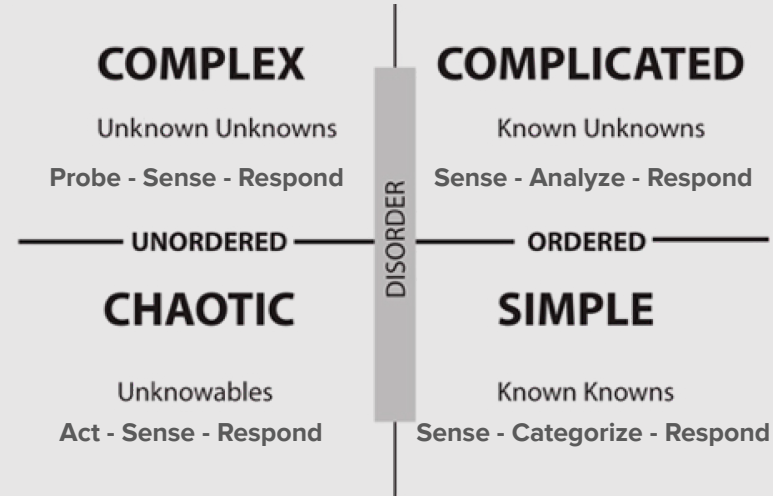 COMPLEX
Unknown Unknowns
Probe - Sense - Respond
COMPLICATED
Known Unknowns
Sense - Analyze - Respond
DISORDER
UNORDERED
ORDERED
CHAOTIC
Unknowables
Act - Sense - Respond
SIMPLE
Known Knowns
Sense - Categorize - Respond